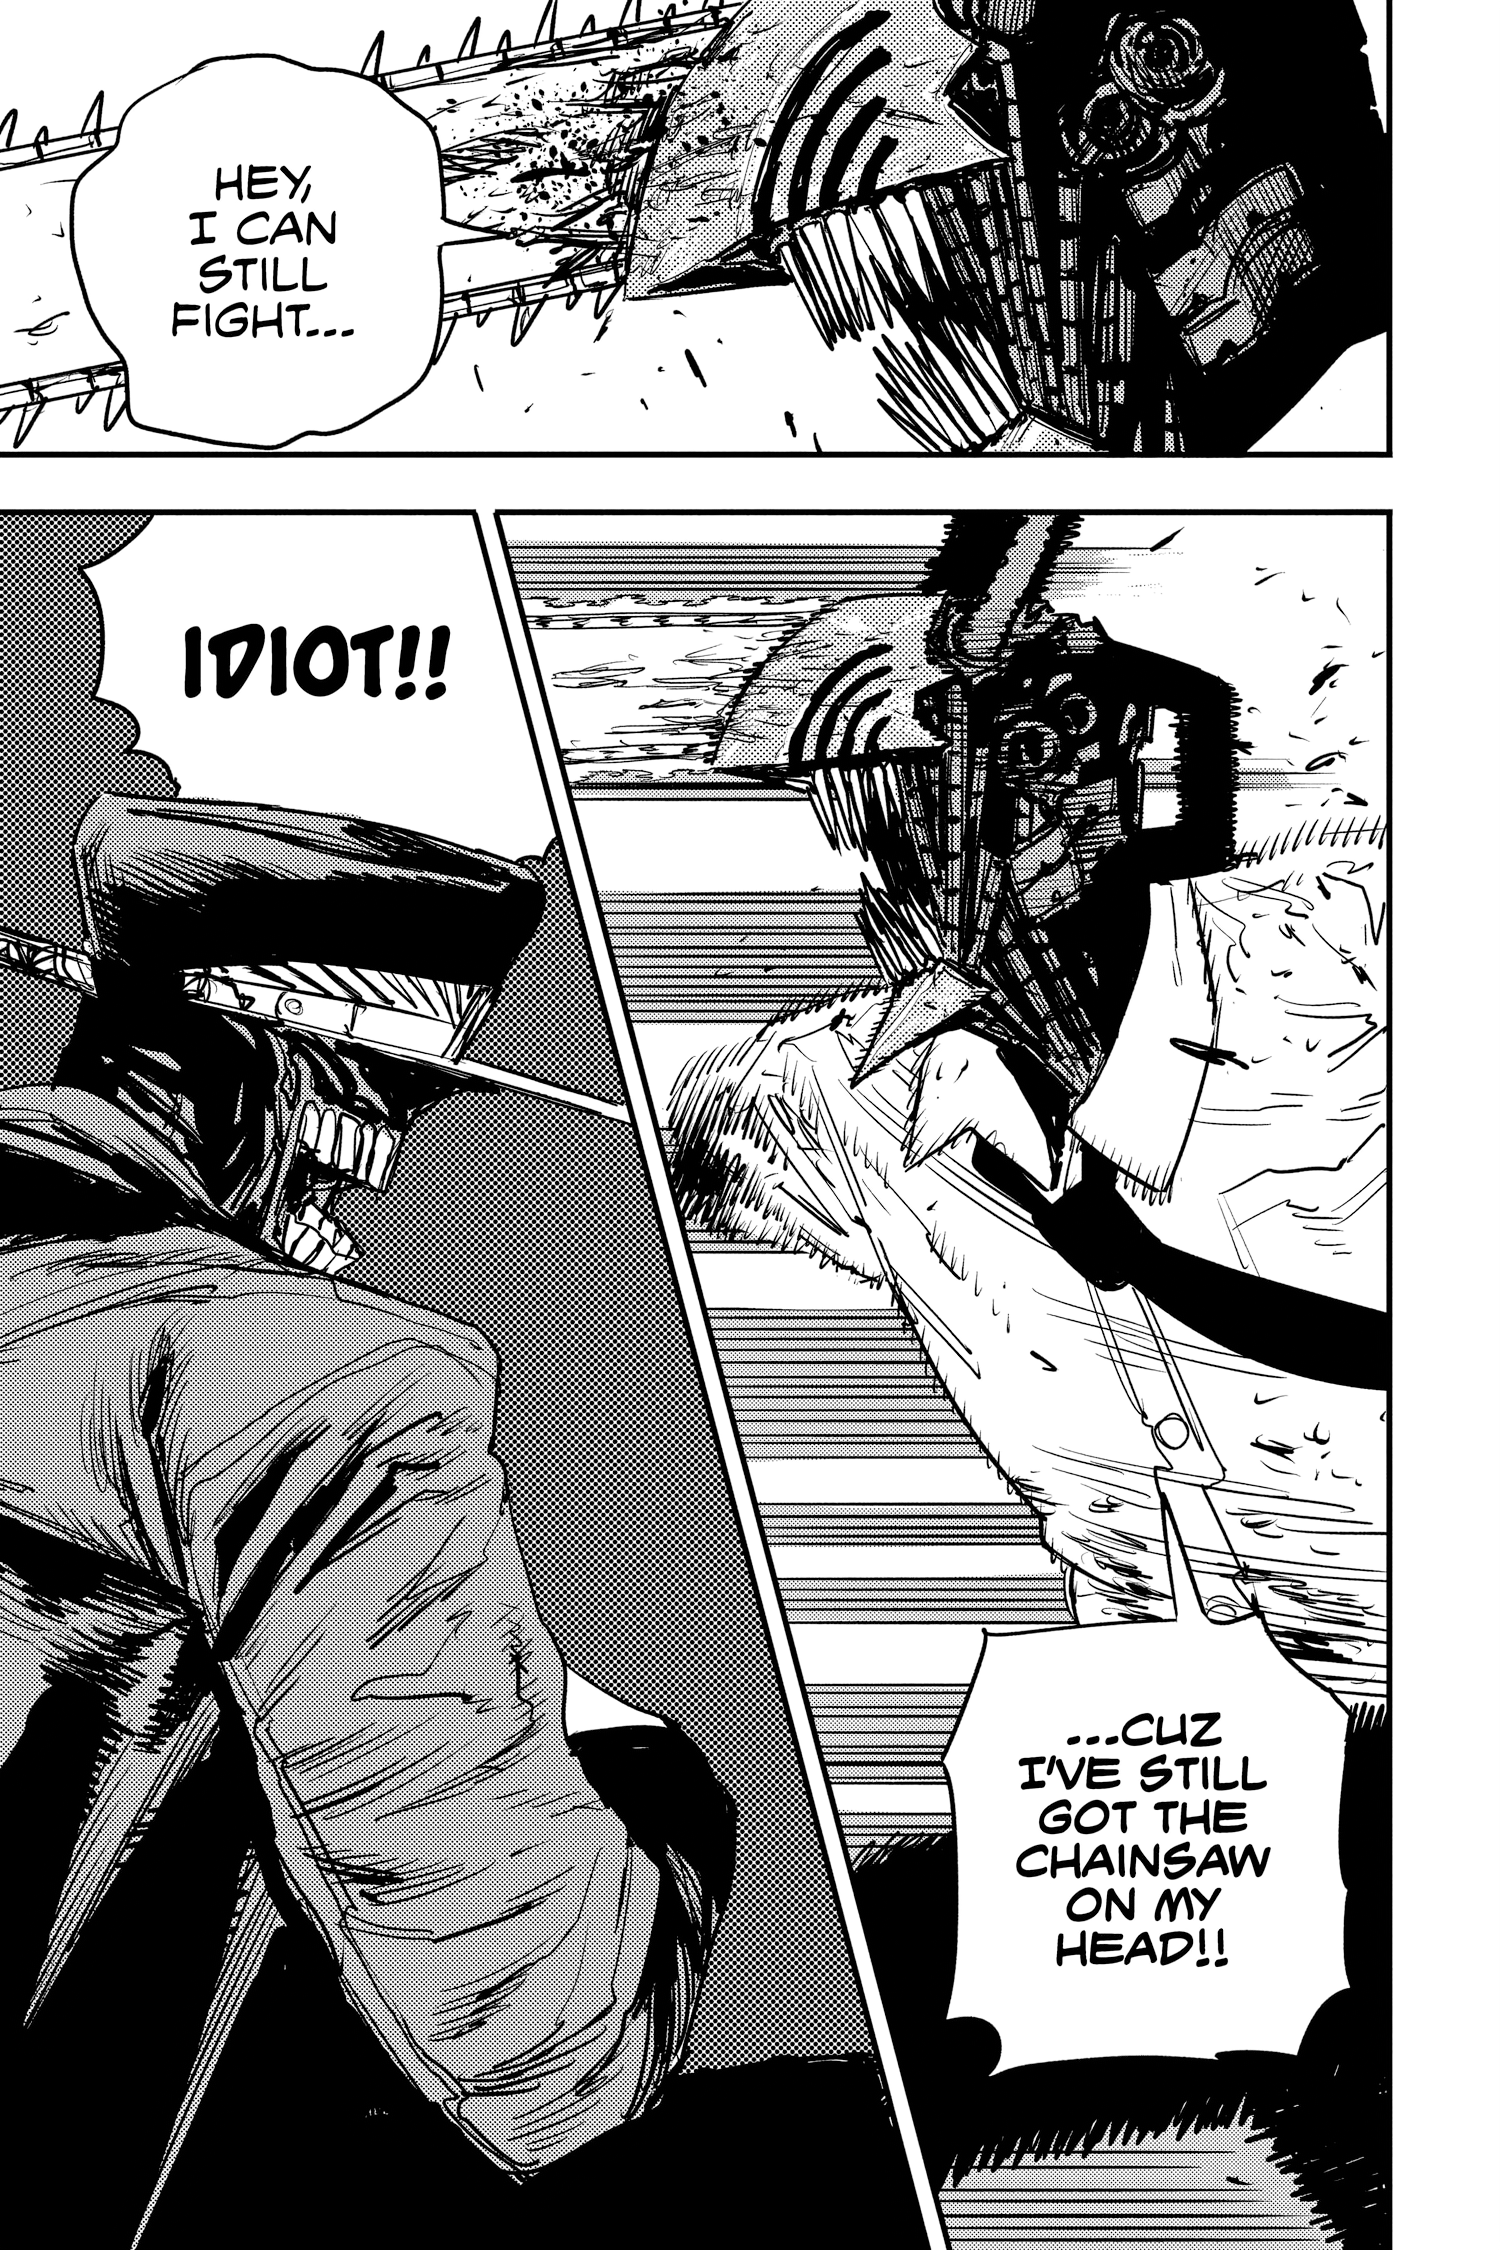 HEY,
I CAN
STILL
FIGHT...
...CUZ
I'VE STILL
GOT THE
CHAINSAW
ON MY
HEAD!!
IDIOT!!